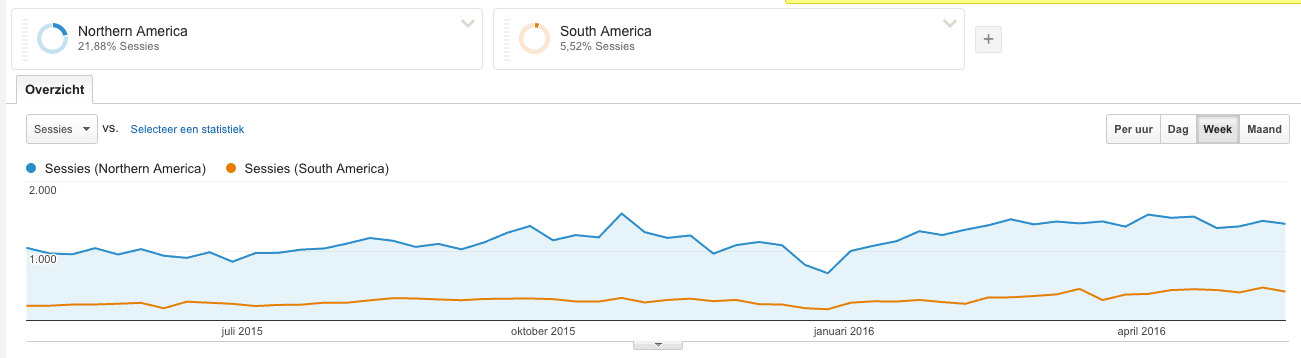 Northern America
21,88% Sessies
South America
5,52% Sessies
+
Overzicht
Sessies vs. Selecteer een statistiek
Per uur Dag Week Maand
Sessies (Northern America) Sessies (South America)
2.000
1.000
juli 2015 oktober 2015 januari 2016 april 2016